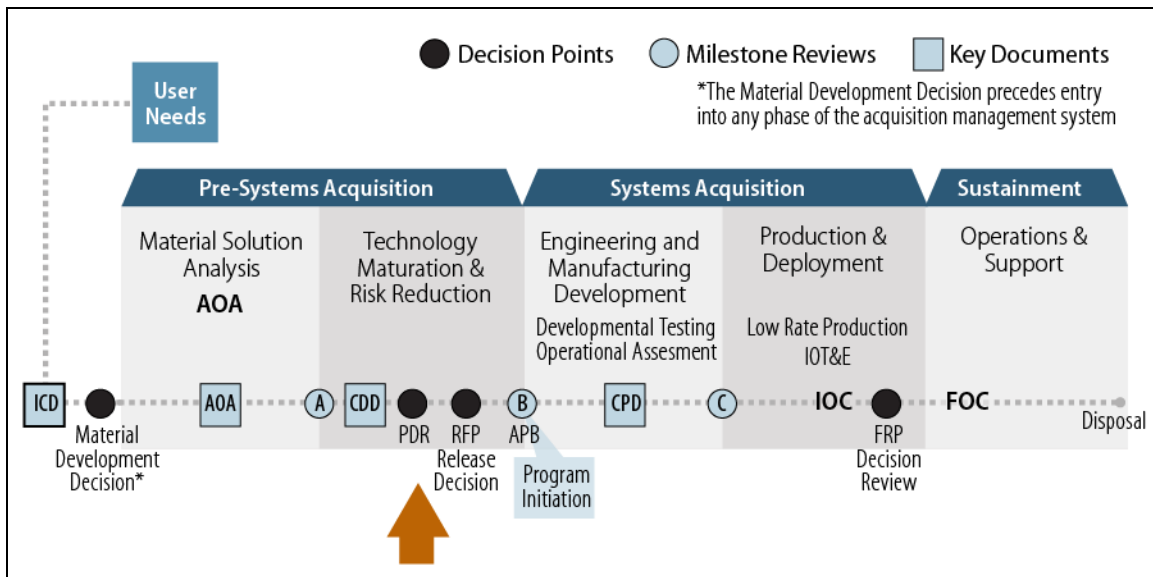 Decision Points
Milestone Reviews
Key Documents
*The Material Development Decision precedes entry
into any phase of the acquisition management system
User
Needs
Pre-Systems Acquisition
Systems Acquisition
Sustainment
Material Solution
Analysis
AOA
Technology
Maturation &
Risk Reduction
Engineering and
Manufacturing
Development
Developmental Testing
Operational Assesment
Production &
Deployment
Low Rate Production
IOT&E
Operations &
Support
ICD
AOA
A
CDD
B
CPD
C
IOC
FOC
Disposal
Material
Development
Decision*
PDR
RFP
Release
Decision
APB
Program
Initiation
FRP
Decision
Review